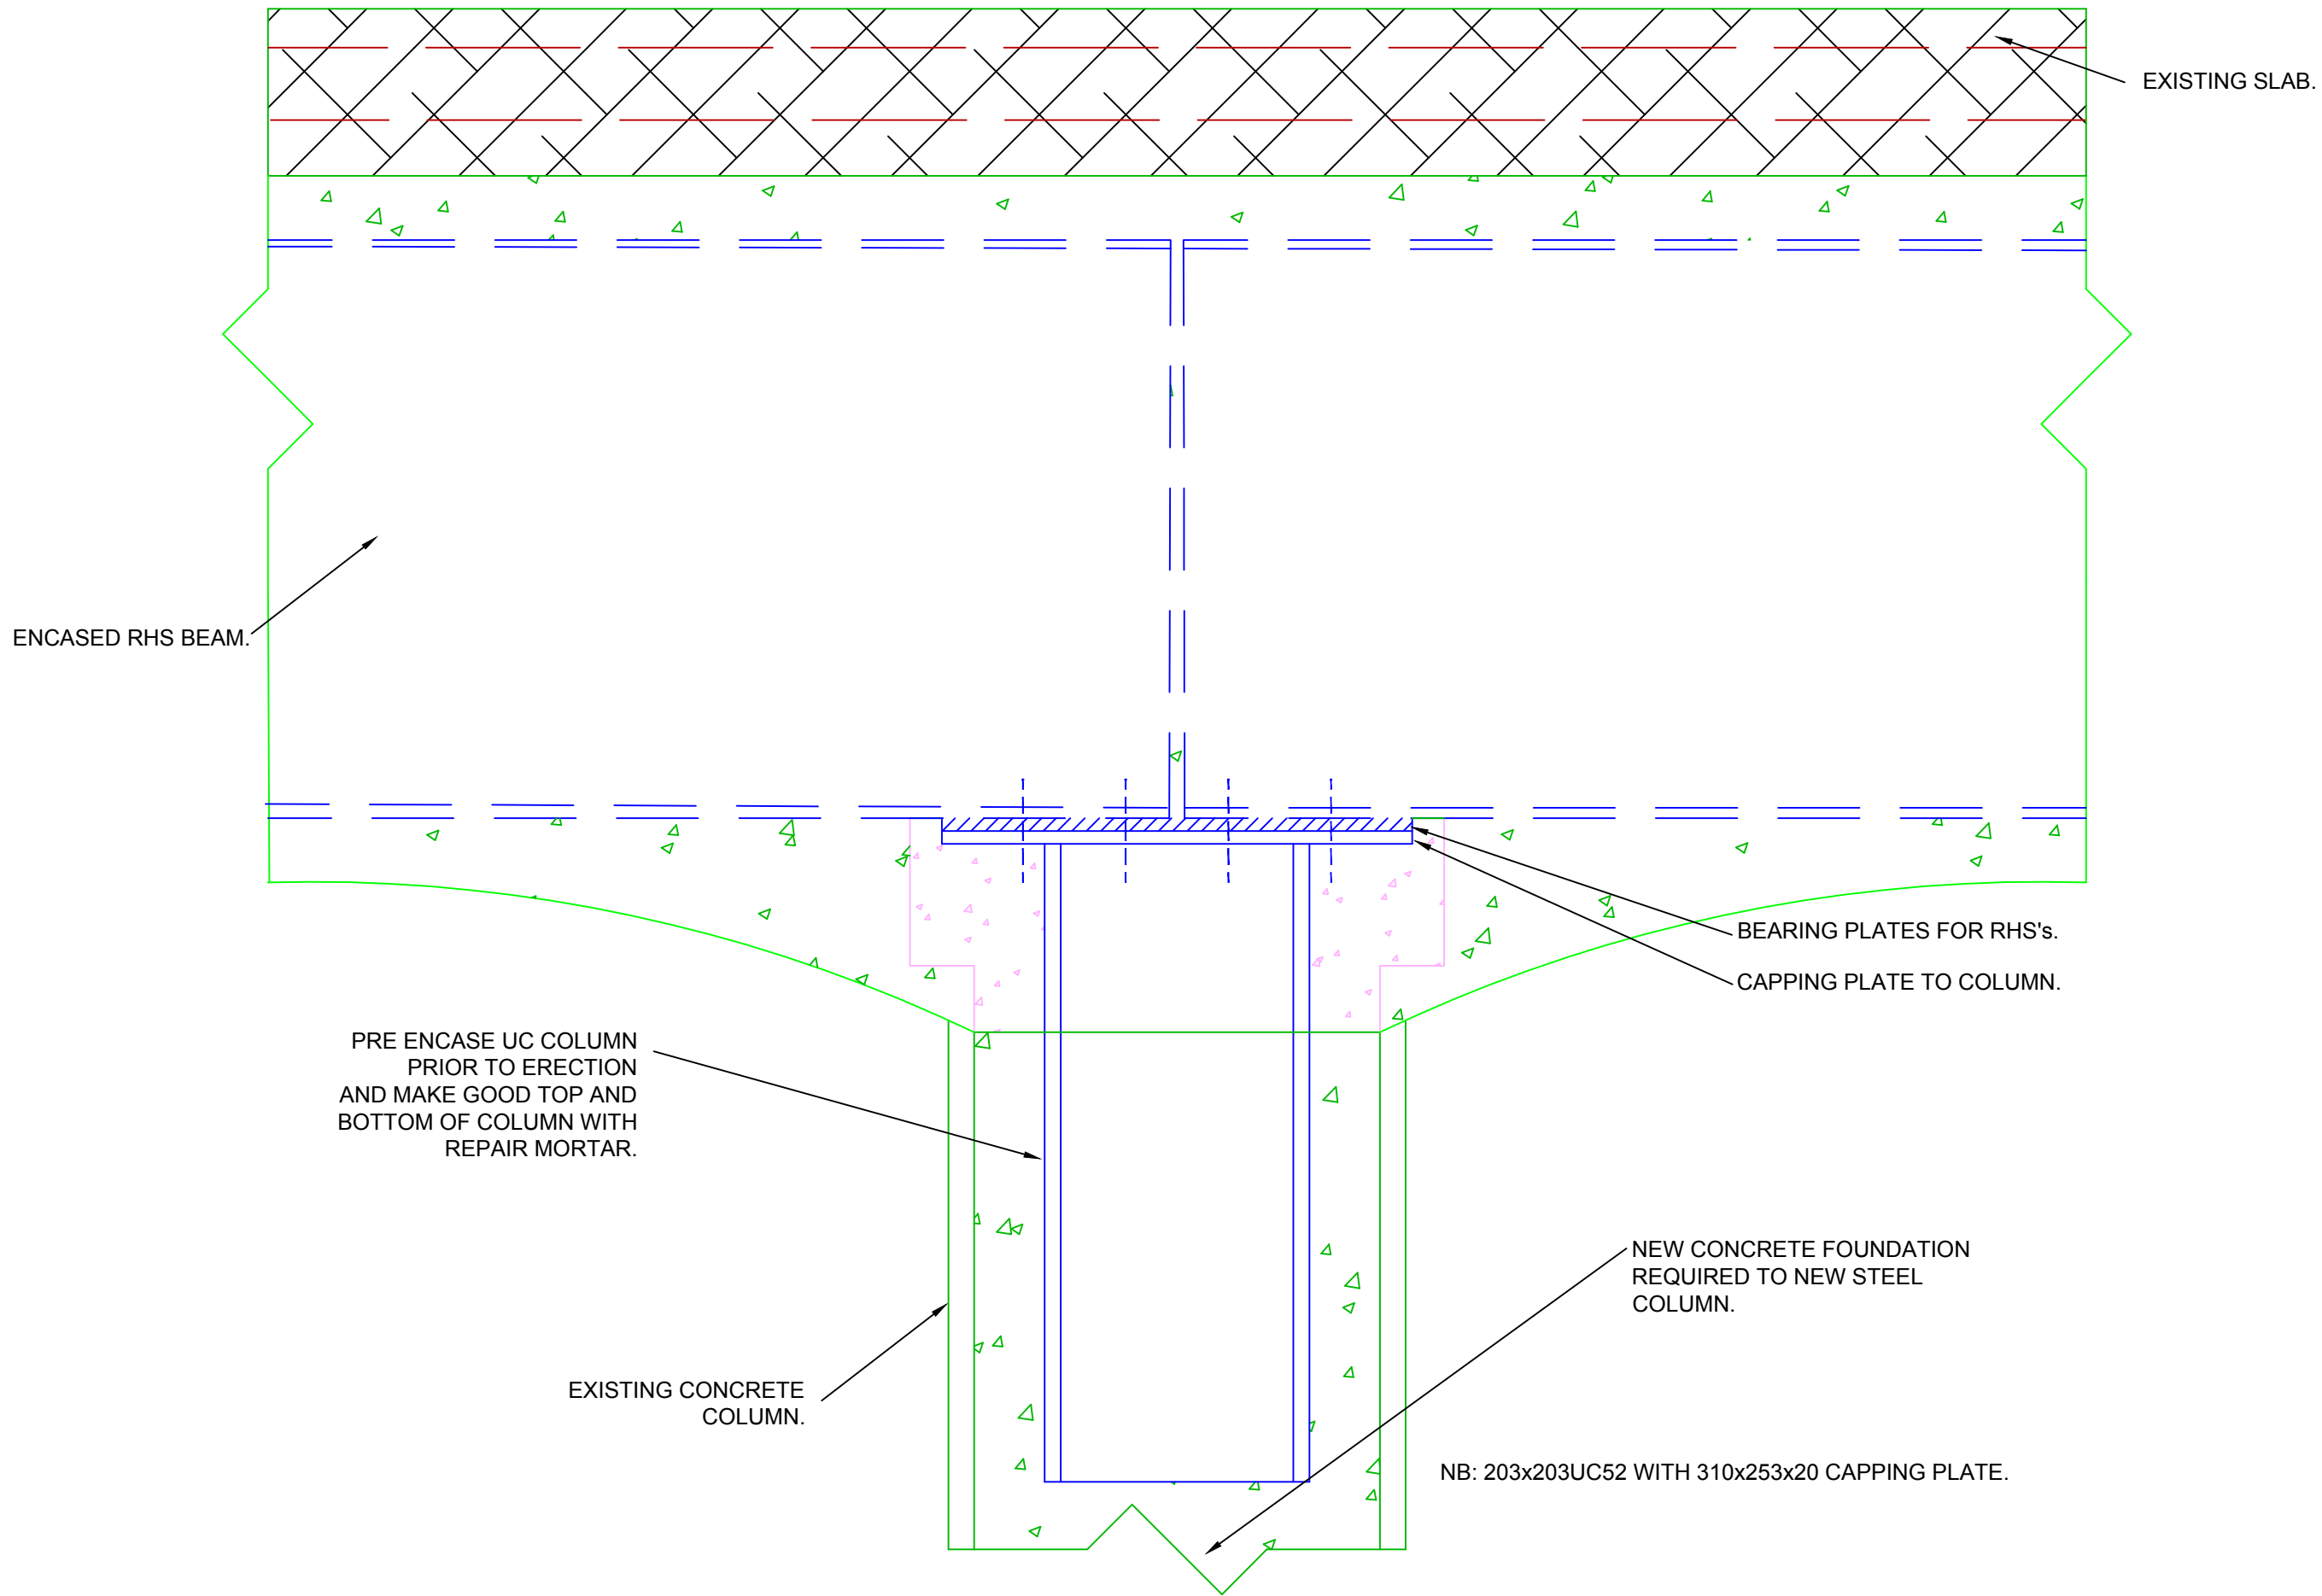 EXISTING SLAB.
ENCASED RHS BEAM.
BEARING PLATES FOR RHS's.
CAPPING PLATE TO COLUMN.
PRE ENCASE UC COLUMN
PRIOR TO ERECTION
AND MAKE GOOD TOP AND
BOTTOM OF COLUMN WITH
REPAIR MORTAR.
NEW CONCRETE FOUNDATION
REQUIRED TO NEW STEEL
COLUMN.
EXISTING CONCRETE
COLUMN.
NB: 203x203UC52 WITH 310x253x20 CAPPING PLATE.